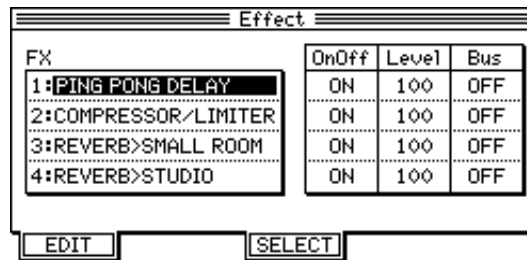 Effect
FX OnOff Level Bus
1:PING PONG DELAY ON 100 OFF
2:COMPRESSOR/LIMITER ON 100 OFF
3:REVERB>SMALL ROOM ON 100 OFF
4:REVERB>STUDIO ON 100 OFF
EDIT SELECT